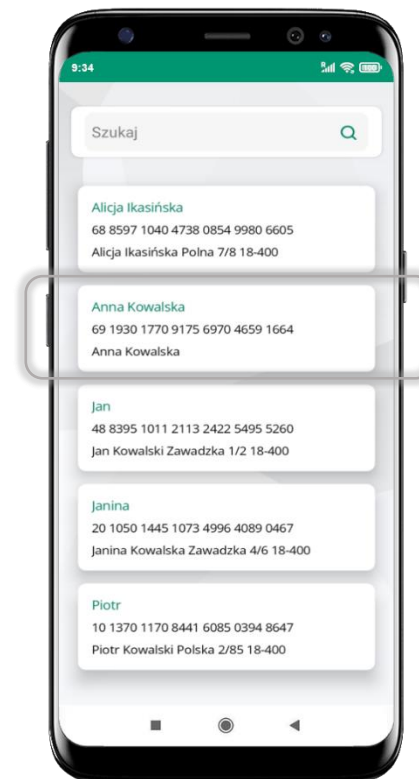 9:34
Szukaj
Alicja Ikasińska
68 8597 1040 4738 0854 9980 6605
Alicja Ikasińska Polna 7/8 18-400
Anna Kowalska
69 1930 1770 9175 6970 4659 1664
Anna Kowalska
Jan
48 8395 1011 2113 2422 5495 5260
Jan Kowalski Zawadzka 1/2 18-400
Janina
20 1050 1445 1073 4996 4089 0467
Janina Kowalska Zawadzka 4/6 18-400
Piotr
10 1370 1170 8441 6085 0394 8647
Piotr Kowalski Polska 2/85 18-400